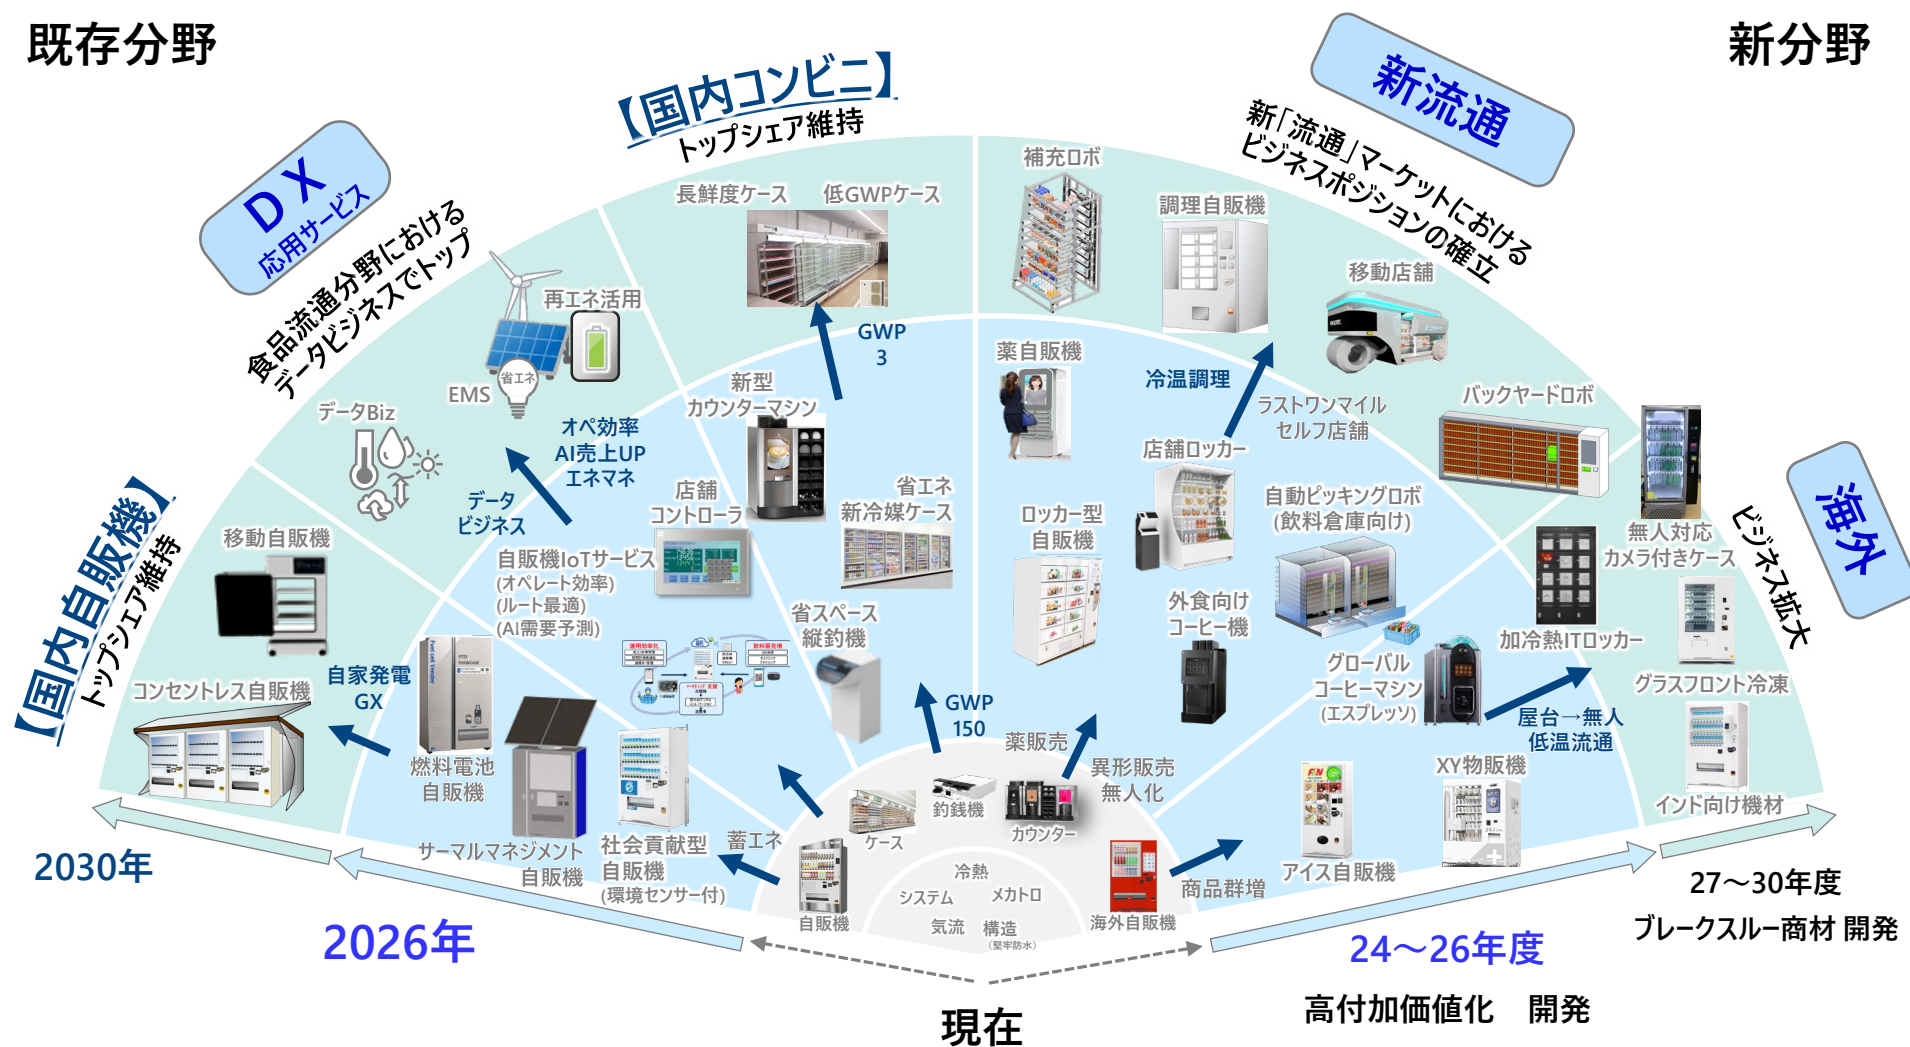 既存分野
新分野
【国内コンビニ】
トップシェア維持
新流通
新「流通」マーケットにおける
ビジネスポジションの確立
DX
応用サービス
食品流通分野における
データビジネスでトップ
【国内自販機】
トップシェア維持
海外
ビジネス拡大
長鮮度ケース
低GWPケース
GWP
3
補充ロボ
調理自販機
移動店舗
再エネ活用
省エネ
EMS
データBiz
オペ効率
AI売上UP
エネマネ
データ
ビジネス
新型
カウンターマシン
薬自販機
冷温調理
ラストワンマイル
セルフ店舗
バックヤードロボ
店舗ロッカー
店舗
コントローラ
省エネ
新冷媒ケース
ロッカー型
自販機
自動ピッキングロボ
(飲料倉庫向け)
無人対応
カメラ付きケース
移動自販機
自販機IoTサービス
(オペレート効率)
(ルート最適)
(AI需要予測)
運用効率化
飲料販売増
省スペース
縦釣機
外食向け
コーヒー機
加冷熱ITロッカー
グローバル
コーヒーマシン
(エスプレッソ)
グラスフロント冷凍
コンセントレス自販機
自家発電
GX
燃料電池
自販機
GWP
150
薬販売
異形販売
無人化
屋台→無人
低温流通
XY物販機
インド向け機材
サーマルマネジメント
自販機
社会貢献型
自販機
(環境センサー付)
蓄エネ
ケース
釣銭機
カウンター
自販機
海外自販機
商品群増
アイス自販機
冷熱
システム
メカトロ
気流
構造
(堅牢防水)
2030年
2026年
現在
24～26年度
高付加価値化 開発
27～30年度
ブレークスルー商材 開発